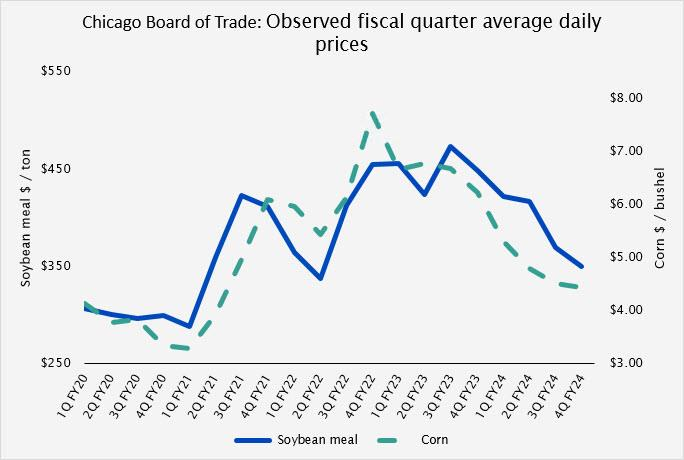 Chicago Board of Trade: Observed fiscal quarter average daily
prices
$550
$450
$350
$250
Soybean meal $ / ton
$8.00
$7.00
$6.00
$5.00
$4.00
$3.00
Corn $ / bushel
1Q FY20
2Q FY20
3Q FY20
4Q FY20
1Q FY21
2Q FY21
3Q FY21
4Q FY21
1Q FY22
2Q FY22
3Q FY22
4Q FY22
1Q FY23
2Q FY23
3Q FY23
4Q FY23
1Q FY24
2Q FY24
3Q FY24
4Q FY24
Soybean meal
Corn